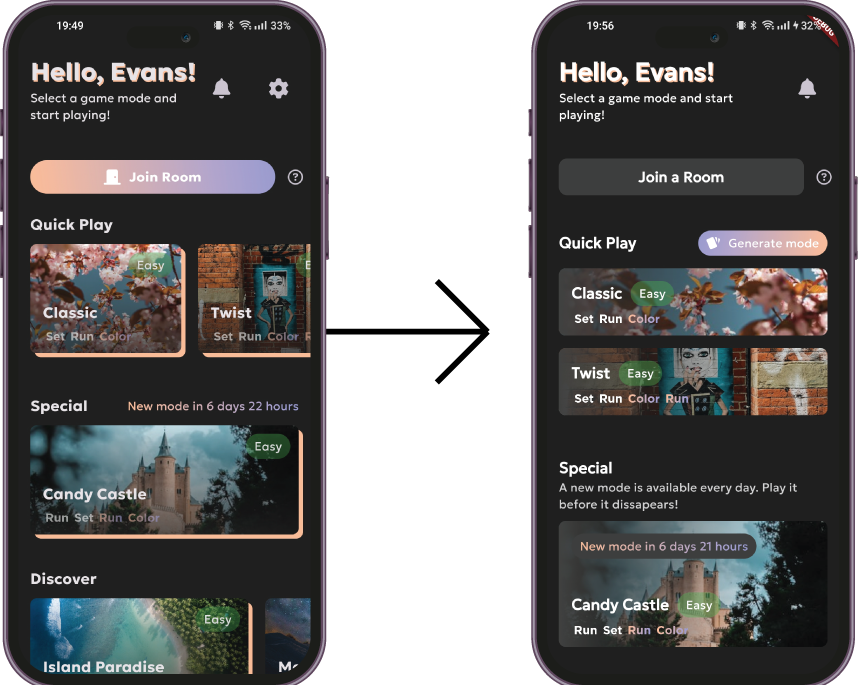 19:49
33%
Hello, Evans!
Select a game mode and
start playing!
Join Room
?
Quick Play
Easy
E
Classic
Set Run Color
Twist
Set Run Color R
Special
New mode in 6 days 22 hours
Easy
Candy Castle
Run Set Run Color
Discover
Easy
Island Paradise
Mo
19:56
32%
DEBUG
Hello, Evans!
Select a game mode and start
playing!
Join a Room
?
Quick Play
Generate mode
Classic
Easy
Set Run Color
Twist
Easy
Set Run Color Run
Special
A new mode is available every day. Play it
before it dissapears!
New mode in 6 days 21 hours
Candy Castle
Easy
Run Set Run Color